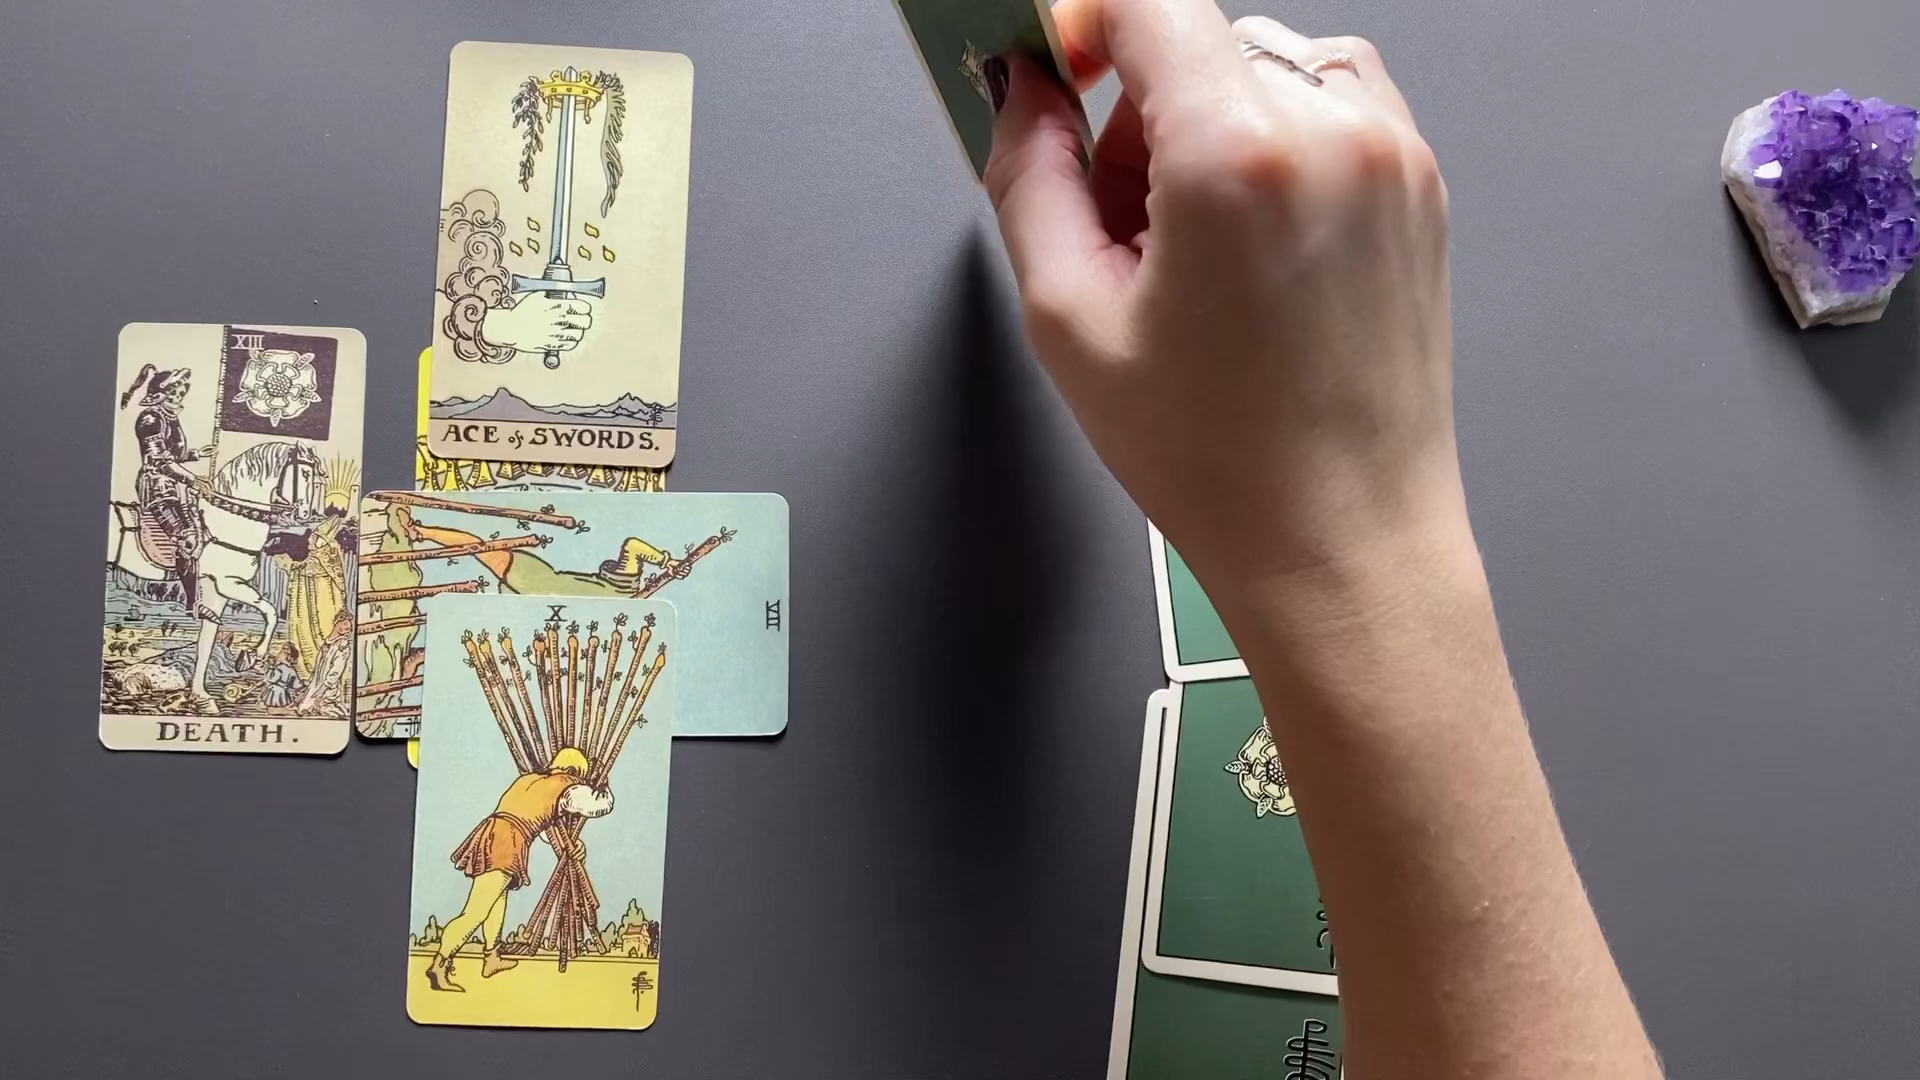 ACE of SWORDS.
XIII
DEATH.
VII
X